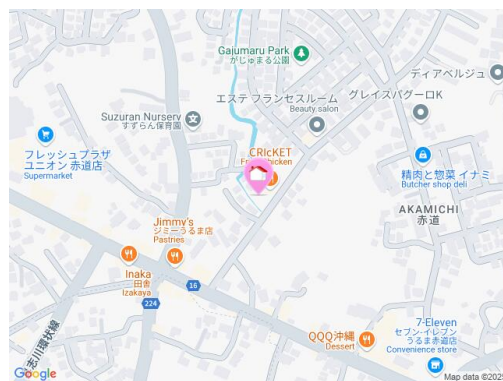 Gajumaru Park
がじゅまる公園
ディアベルジュ
エステ フランセスルーム
Beauty salon
グレイスバグーロK
Suzuran Nursery
すずらん保育園
フレッシュプラザ
ユニオン 赤道店
Supermarket
CRIcKET
Fried Chicken
精肉と惣菜 イナミ
Butcher shop deli
AKAMICHI
赤道
Jimmy's
ジミーうるま店
Pastries
Inaka
田舎
Izakaya
16
224
志川環状線
QQQ沖縄
Dessert
7-Eleven
セブン-イレブン
うるま赤道店
Convenience store
Google
Map data ©202